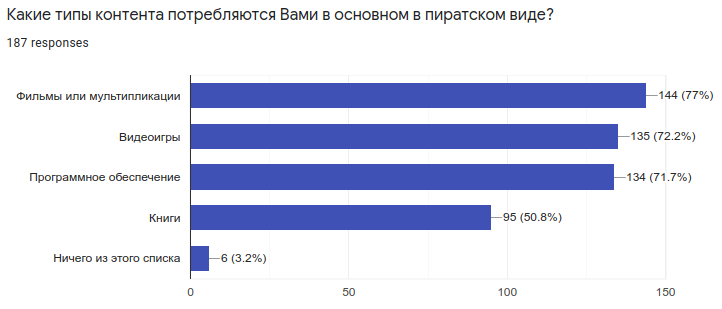 Какие типы контента потребляются Вами в основном в пиратском виде?
187 responses
Фильмы или мультипликации 144 (77%)
Видеоигры 135 (72.2%)
Программное обеспечение 134 (71.7%)
Книги 95 (50.8%)
Ничего из этого списка 6 (3.2%)
0 50 100 150